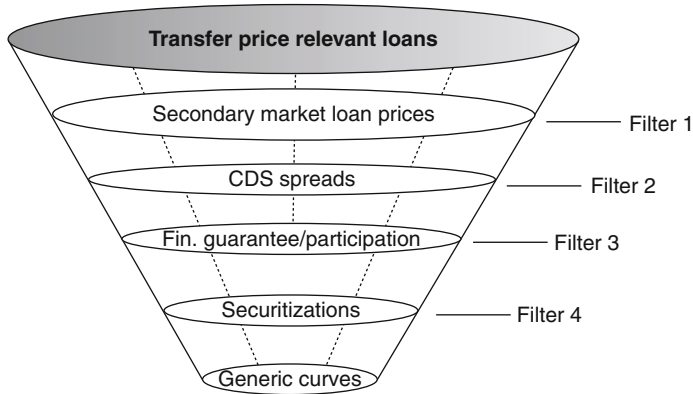 Transfer price relevant loans
Secondary market loan prices
Filter 1
CDS spreads
Filter 2
Fin. guarantee/participation
Filter 3
Securitizations
Filter 4
Generic curves